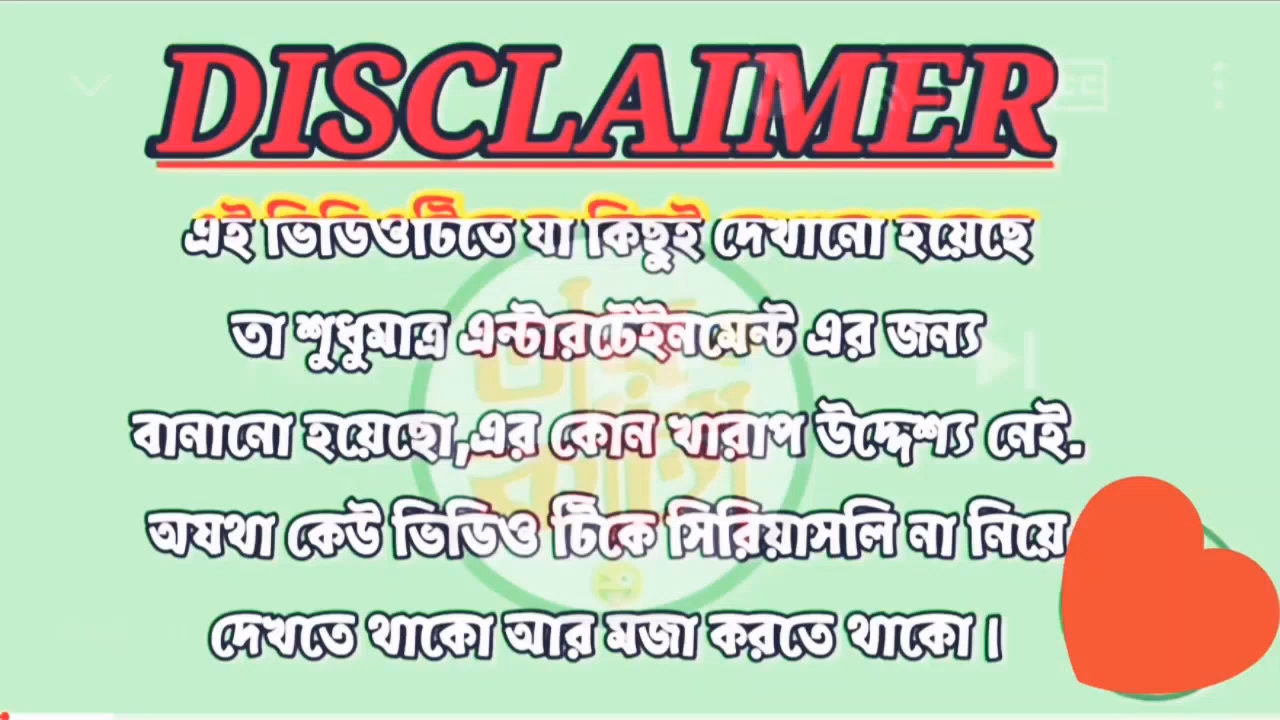 DISCLAIMER
এই ভিডিওটিতে যা কিছুই দেখানো হয়েছে
তা শুধুমাত্র এন্টারটেইনমেন্ট এর জন্য
বানানো হয়েছো,এর কোন খারাপ উদ্দেশ্য নেই.
অযথা কেউ ভিডিও টিকে সিরিয়াসলি না নিয়ে
দেখতে থাকো আর মজা করতে থাকো।